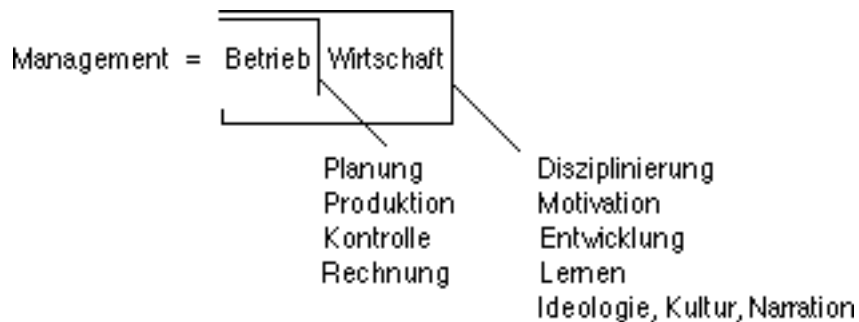 Management = Betrieb Wirtschaft
Planung
Produktion
Kontrolle
Rechnung
Disziplinierung
Motivation
Entwicklung
Lernen
Ideologie, Kultur, Narration